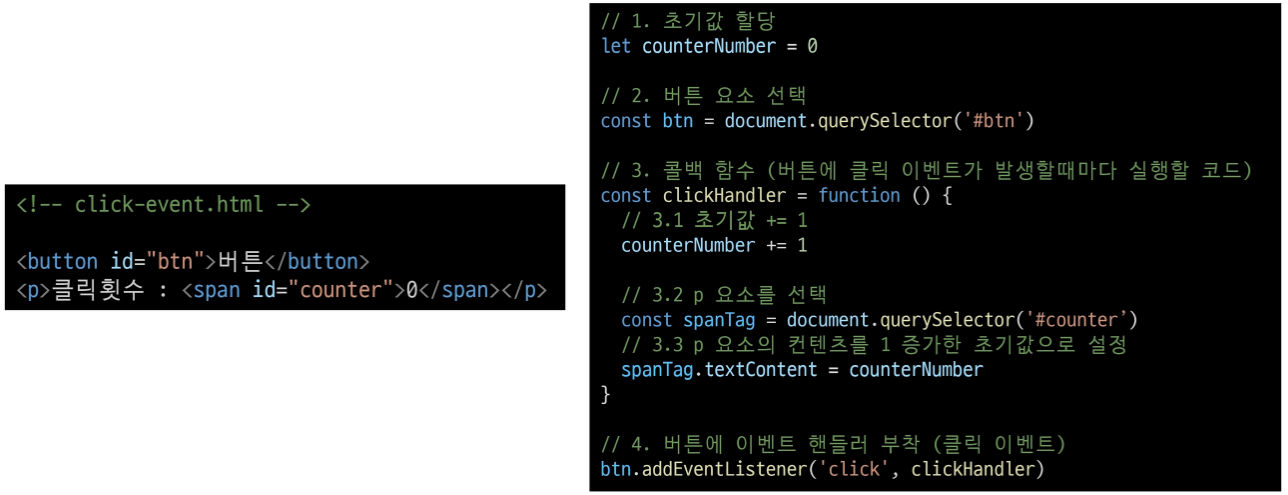 <!-- click-event.html -->
<button id="btn">버튼</button>
<p>클릭횟수 : <span id="counter">0</span></p>
// 1. 초기값 할당
let counterNumber = 0
// 2. 버튼 요소 선택
const btn = document.querySelector('#btn')
// 3. 콜백 함수 (버튼에 클릭 이벤트가 발생할때마다 실행할 코드)
const clickHandler = function () {
  // 3.1 초기값 += 1
  counterNumber += 1
  // 3.2 p 요소를 선택
  const spanTag = document.querySelector('#counter’)
  // 3.3 p 요소의 컨텐츠를 1 증가한 초기값으로 설정
  spanTag.textContent = counterNumber
}
// 4. 버튼에 이벤트 핸들러 부착 (클릭 이벤트)
btn.addEventListener('click', clickHandler)